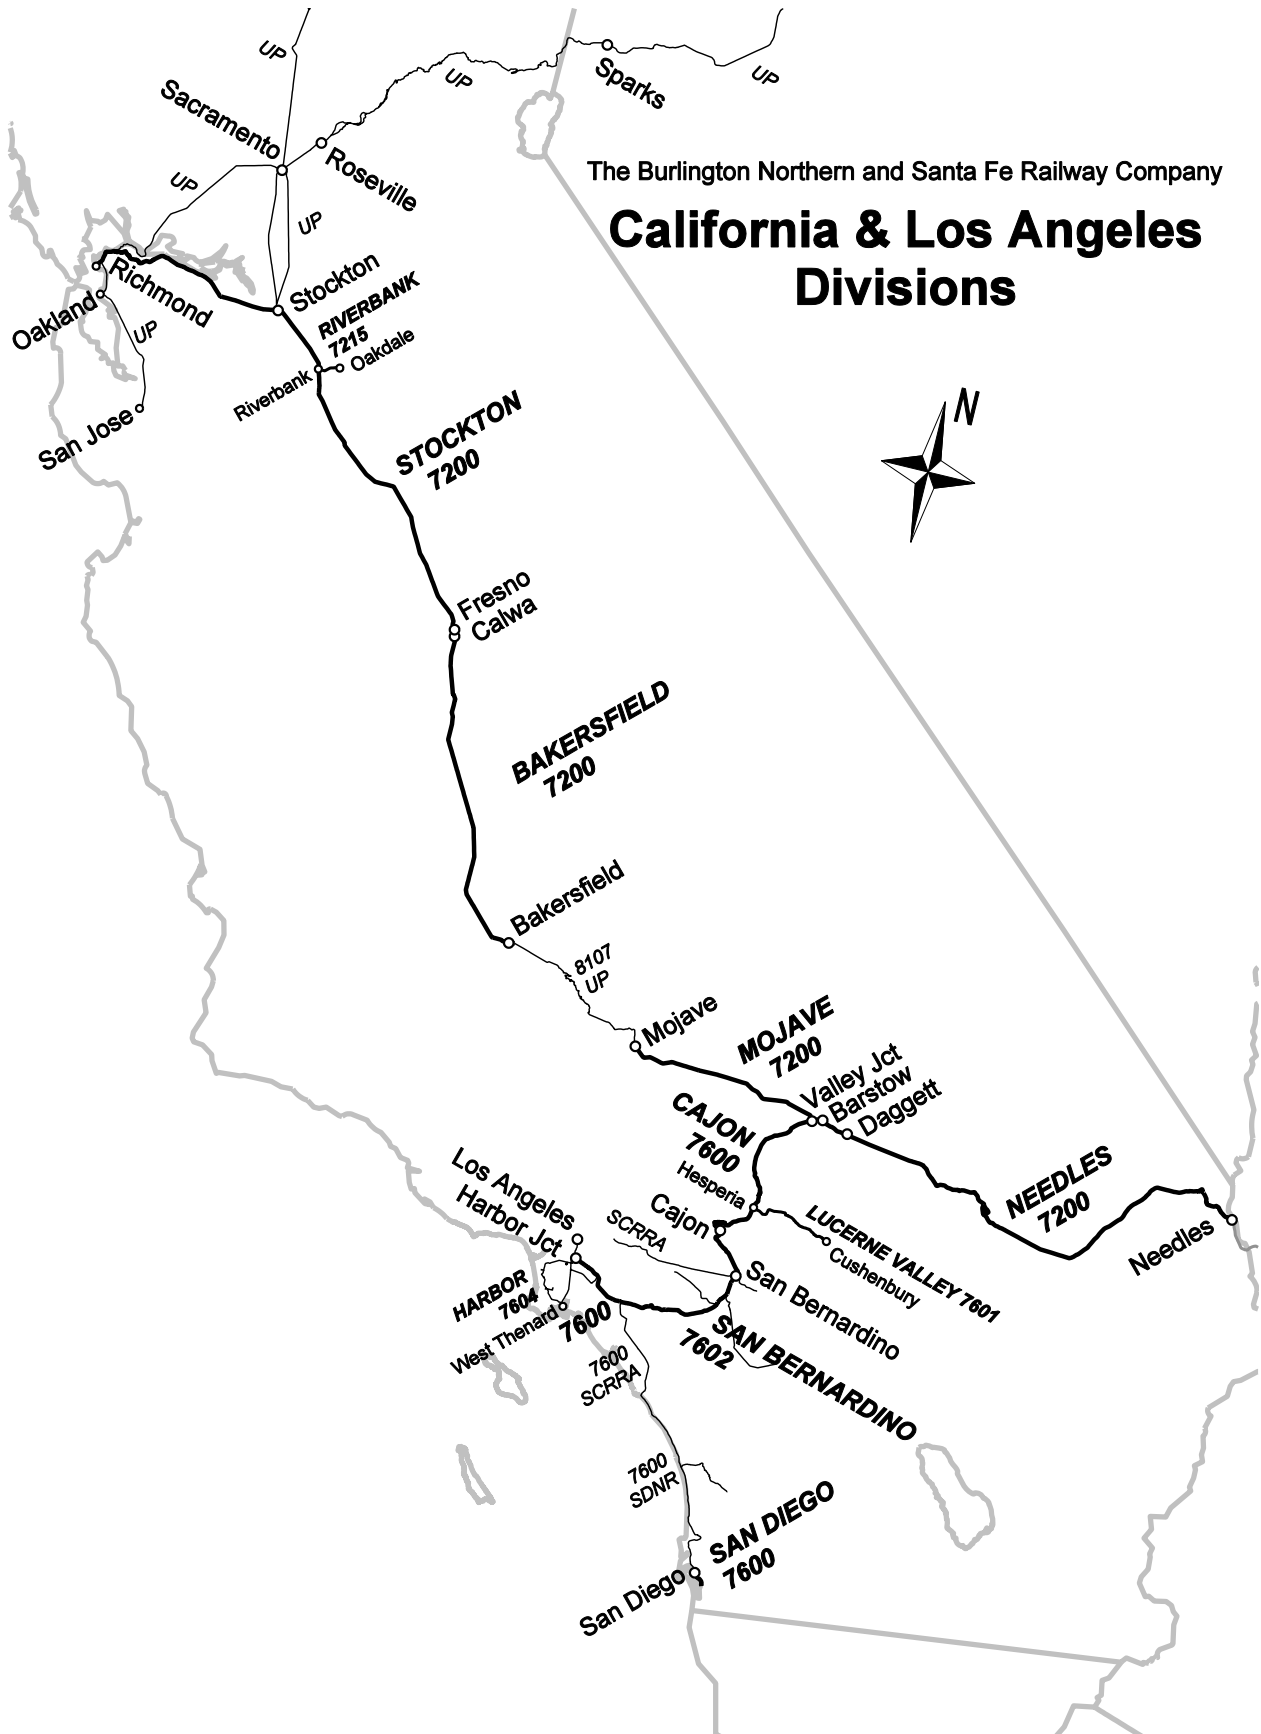 UP
UP
UP
Sparks
Sacramento
Roseville
The Burlington Northern and Santa Fe Railway Company
California & Los Angeles
Divisions
UP
UP
Richmond
Stockton
Oakland
UP
RIVERBANK
7215
Oakdale
Riverbank
San Jose
N
STOCKTON
7200
Fresno
Calwa
BAKERSFIELD
7200
Bakersfield
8107
UP
Mojave
MOJAVE
7200
Valley Jct
Barstow
Daggett
CAJON
7600
Hesperia
NEEDLES
7200
Needles
Los Angeles
Harbor Jct
Cajon
SCRRA
LUCERNE VALLEY 7601
Cushenbury
San Bernardino
HARBOR
7604
West Thenard
7600
SAN BERNARDINO
7602
7600
SCRRA
7600
SDNR
SAN DIEGO
7600
San Diego